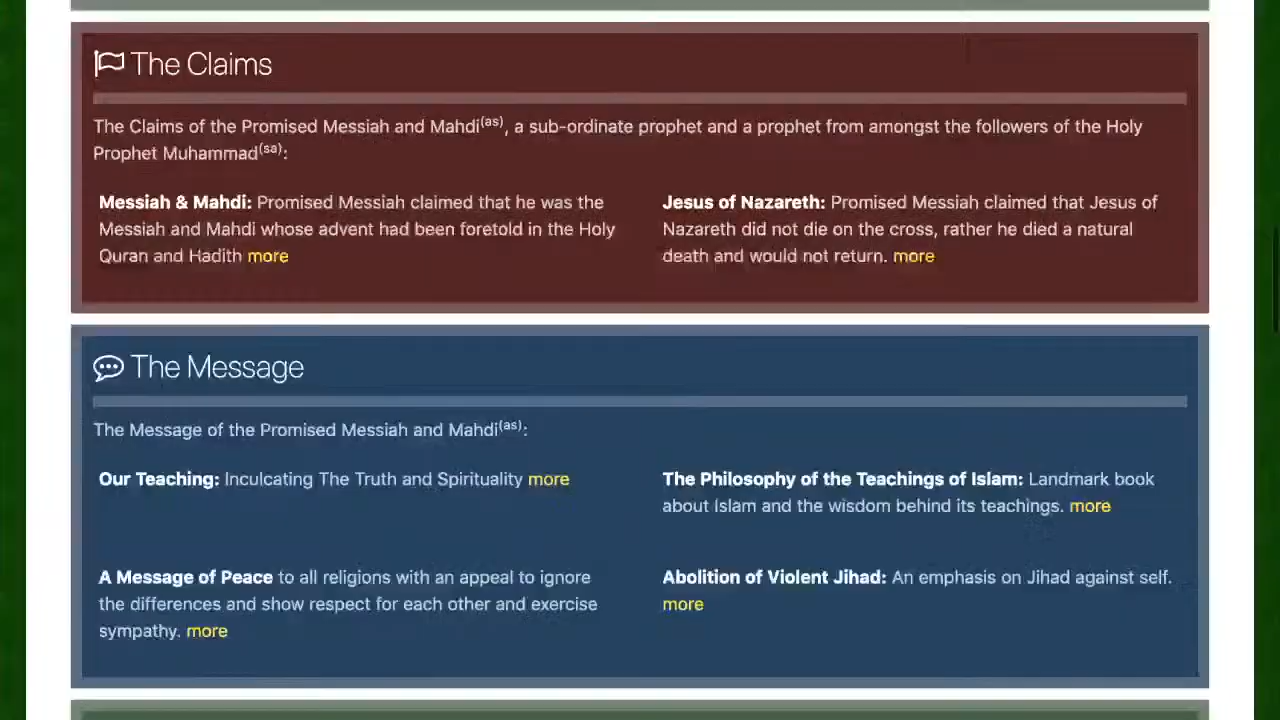 The Claims
The Claims of the Promised Messiah and Mahdi(as), a sub-ordinate prophet and a prophet from amongst the followers of the Holy
Prophet Muhammad(sa):
Messiah & Mahdi: Promised Messiah claimed that he was the
Messiah and Mahdi whose advent had been foretold in the Holy
Quran and Hadith more
Jesus of Nazareth: Promised Messiah claimed that Jesus of
Nazareth did not die on the cross, rather he died a natural
death and would not return. more
The Message
The Message of the Promised Messiah and Mahdi(as):
Our Teaching: Inculcating The Truth and Spirituality more
The Philosophy of the Teachings of Islam: Landmark book
about Islam and the wisdom behind its teachings. more
A Message of Peace to all religions with an appeal to ignore
the differences and show respect for each other and exercise
sympathy. more
Abolition of Violent Jihad: An emphasis on Jihad against self.
more